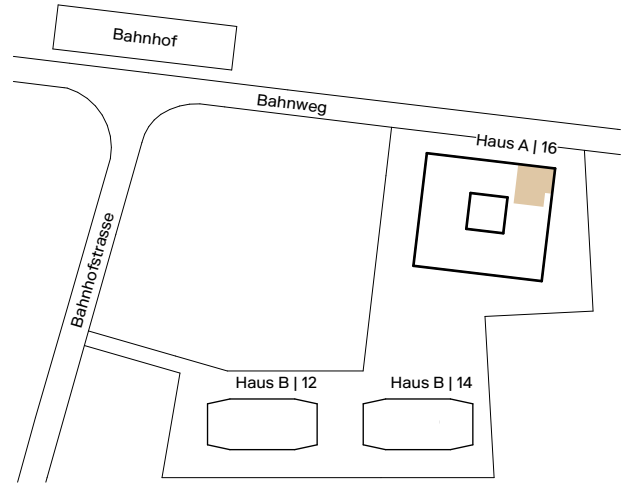 Bahnhof
Bahnweg
Haus A | 16
Bahnhofstrasse
Haus B | 12
Haus B | 14